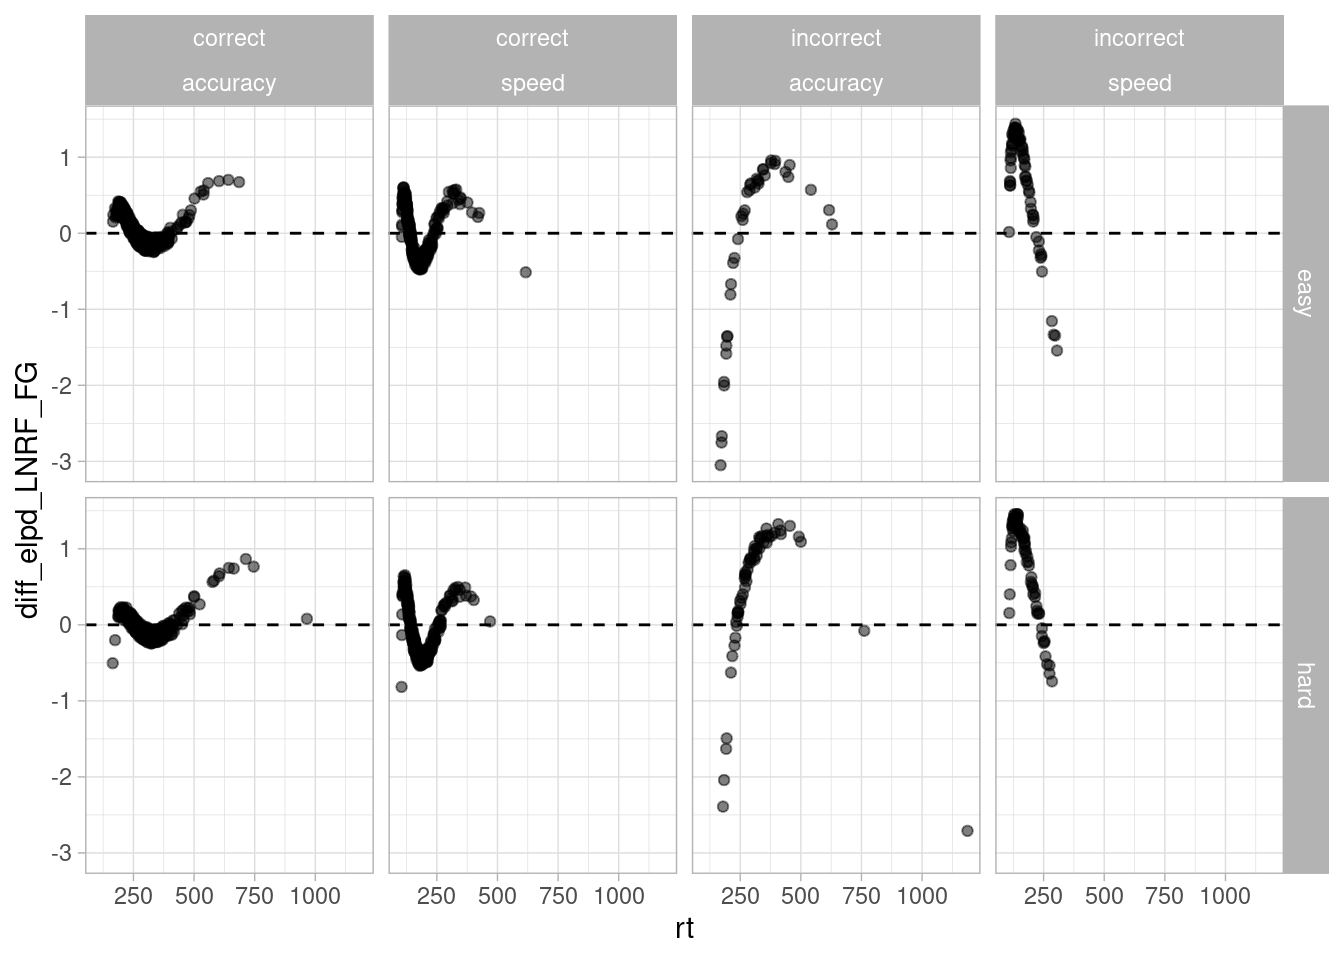 correct correct incorrect incorrect
accuracy speed accuracy speed
1
0
-1
-2
-3
easy
1
0
-1
-2
-3
hard
diff_elpd_LNRF_FG
250 500 750 1000 250 500 750 1000 250 500 750 1000 250 500 750 1000
rt